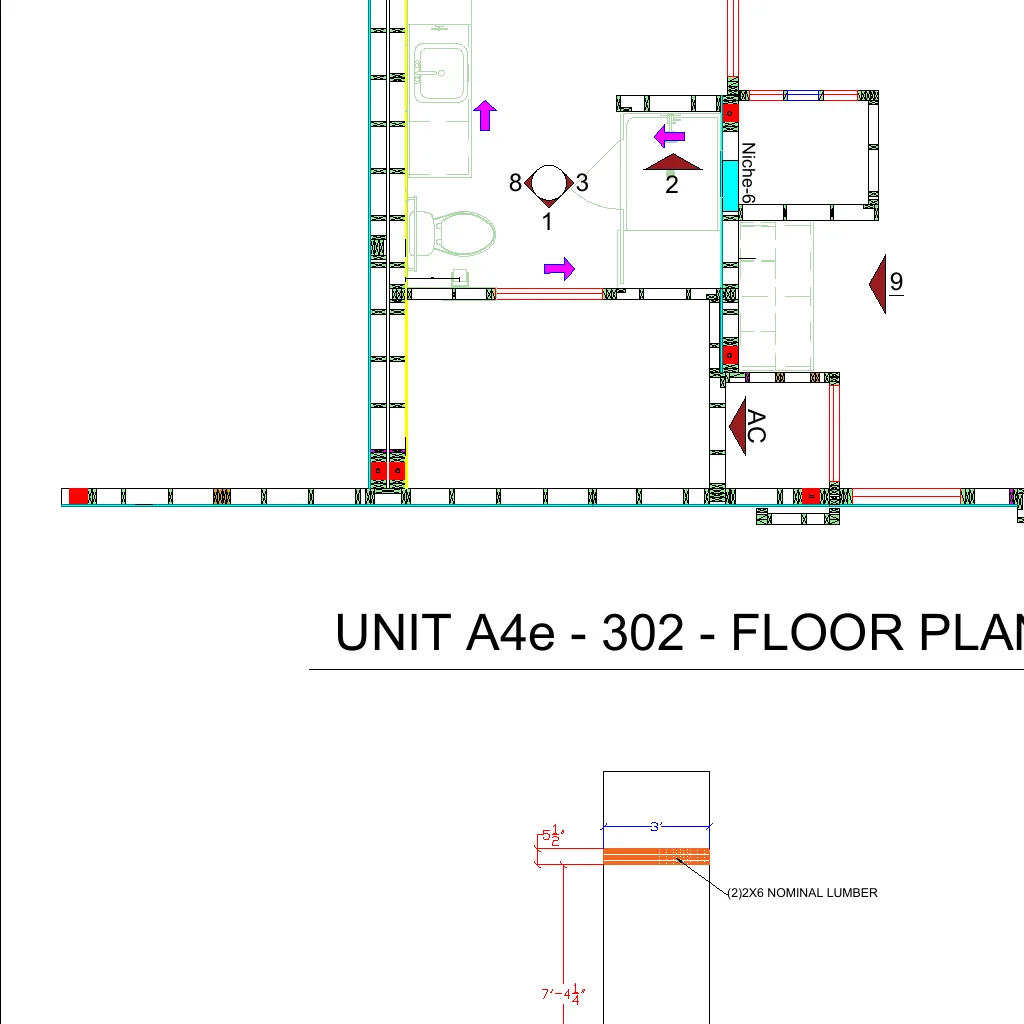 Niche-6
8
3
2
1
9
AC
UNIT A4e - 302 - FLOOR PLAN
3'
5 1/2"
(2)2X6 NOMINAL LUMBER
7'-4 1/4"